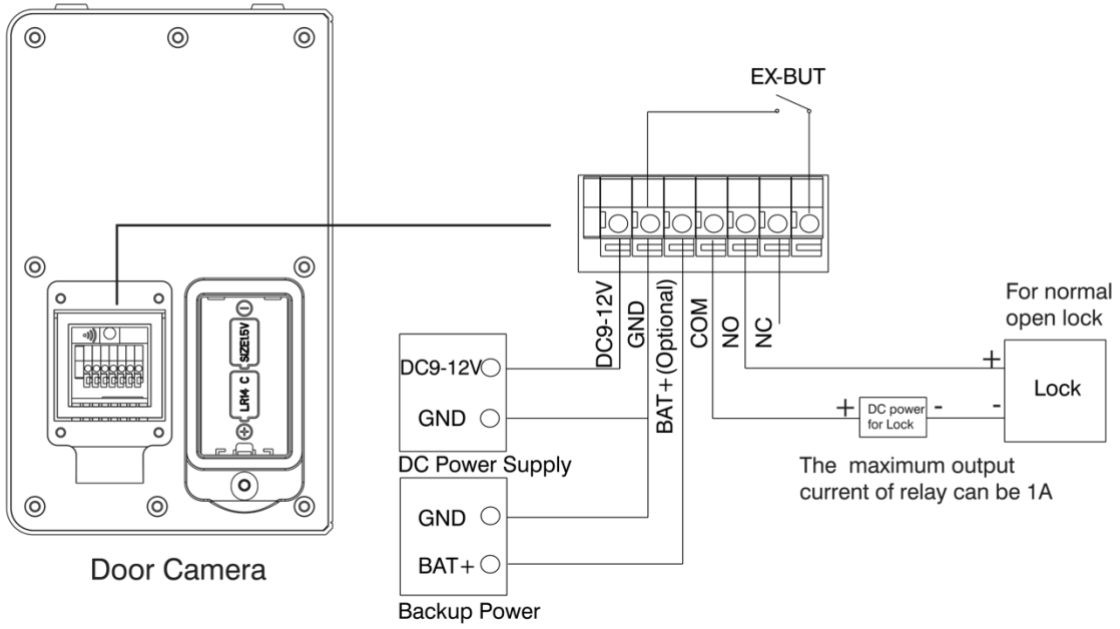 EX-BUT
DC9-12V
GND
BAT+(Optional)
COM
NO
NC
SIZE1.5V
LR14 C
DC9-12V
GND
DC Power Supply
GND
BAT+
Backup Power
For normal
open lock
+
Lock
+
DC power
for Lock
-
-
The maximum output
current of relay can be 1A
Door Camera